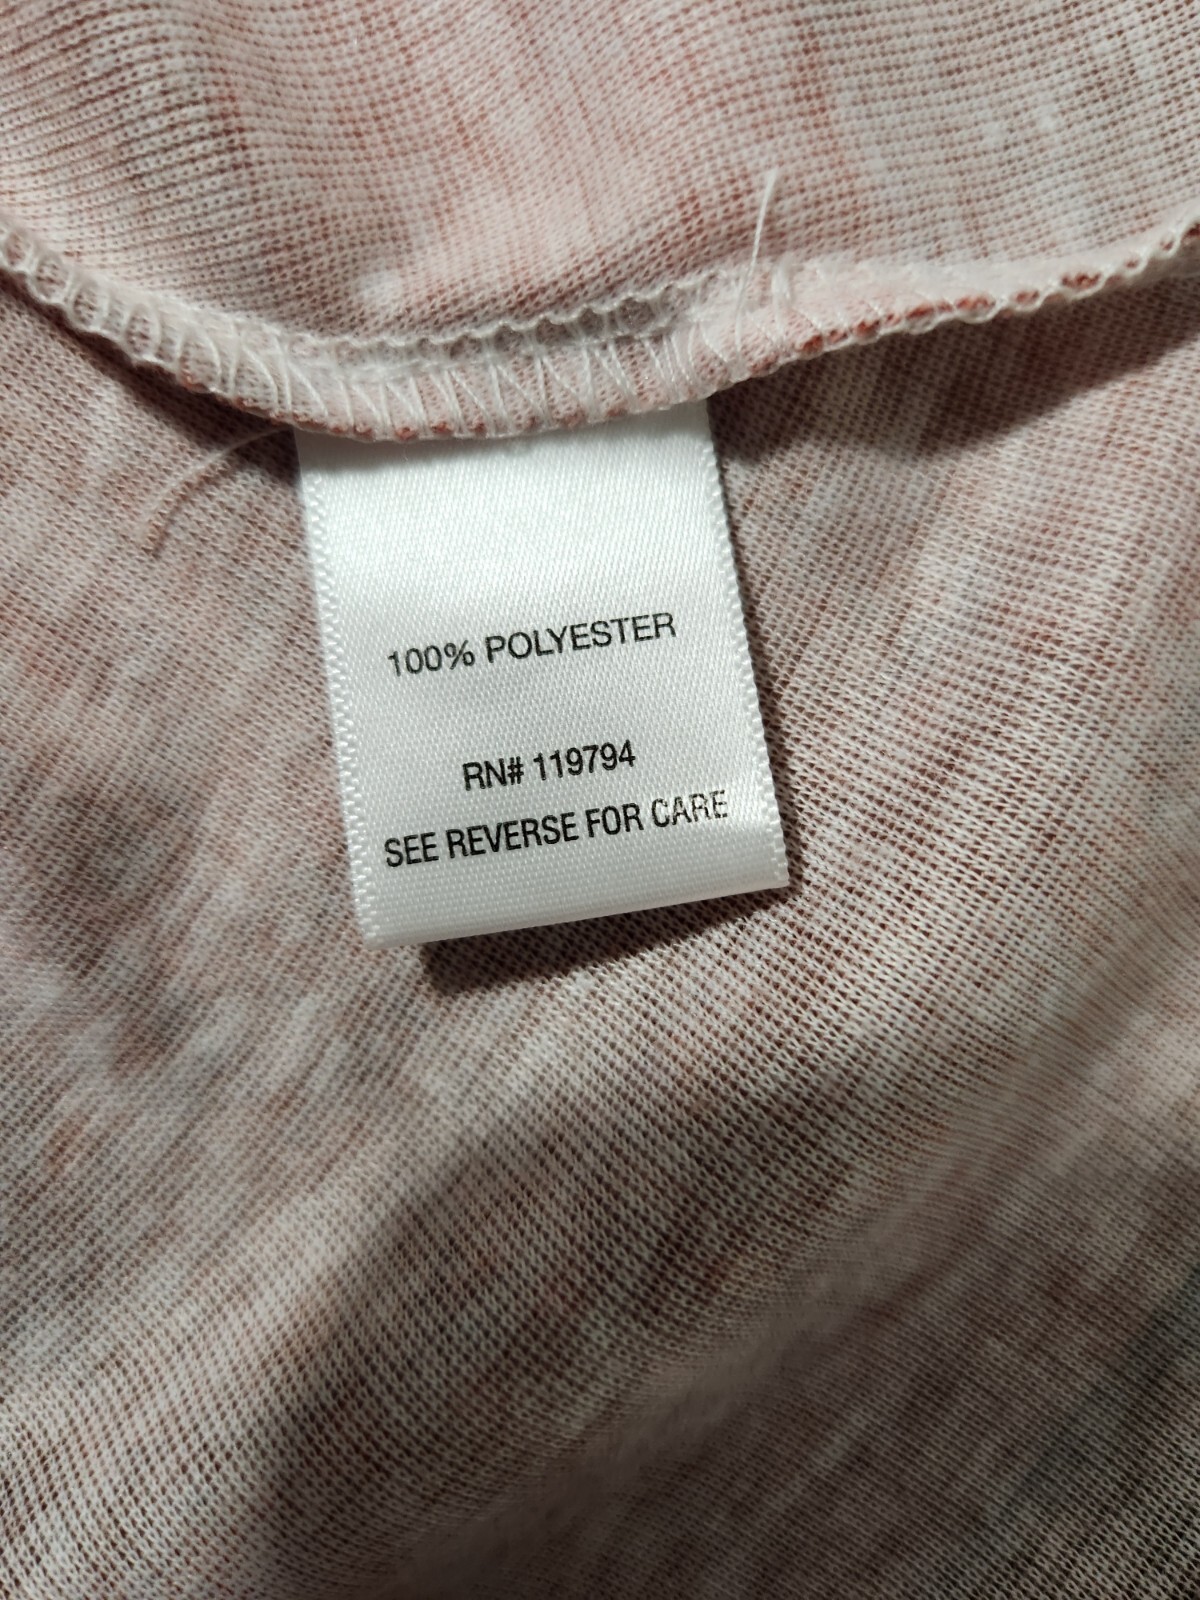 100% POLYESTER
RN# 119794
SEE REVERSE FOR CARE